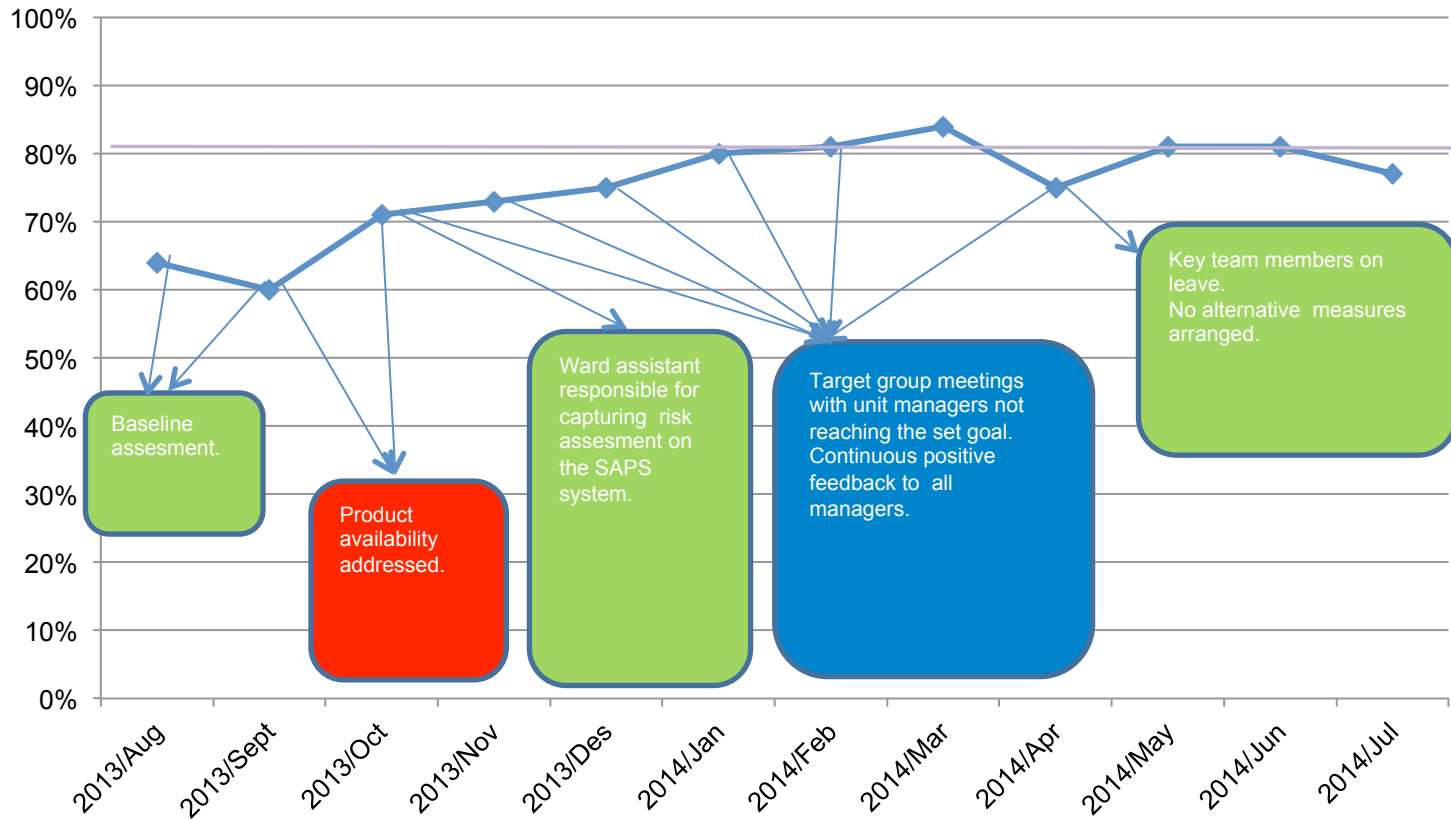 100%
90%
80%
70%
60%
50%
40%
30%
20%
10%
0%
Baseline
assesment.
Product
availability
addressed.
Ward assistant
responsible for
capturing risk
assesment on
the SAPS
system.
Target group meetings
with unit managers not
reaching the set goal.
Continuous positive
feedback to all
managers.
Key team members on
leave.
No alternative measures
arranged.
2013/Aug
2013/Sept
2013/Oct
2013/Nov
2013/Des
2014/Jan
2014/Feb
2014/Mar
2014/Apr
2014/May
2014/Jun
2014/Jul